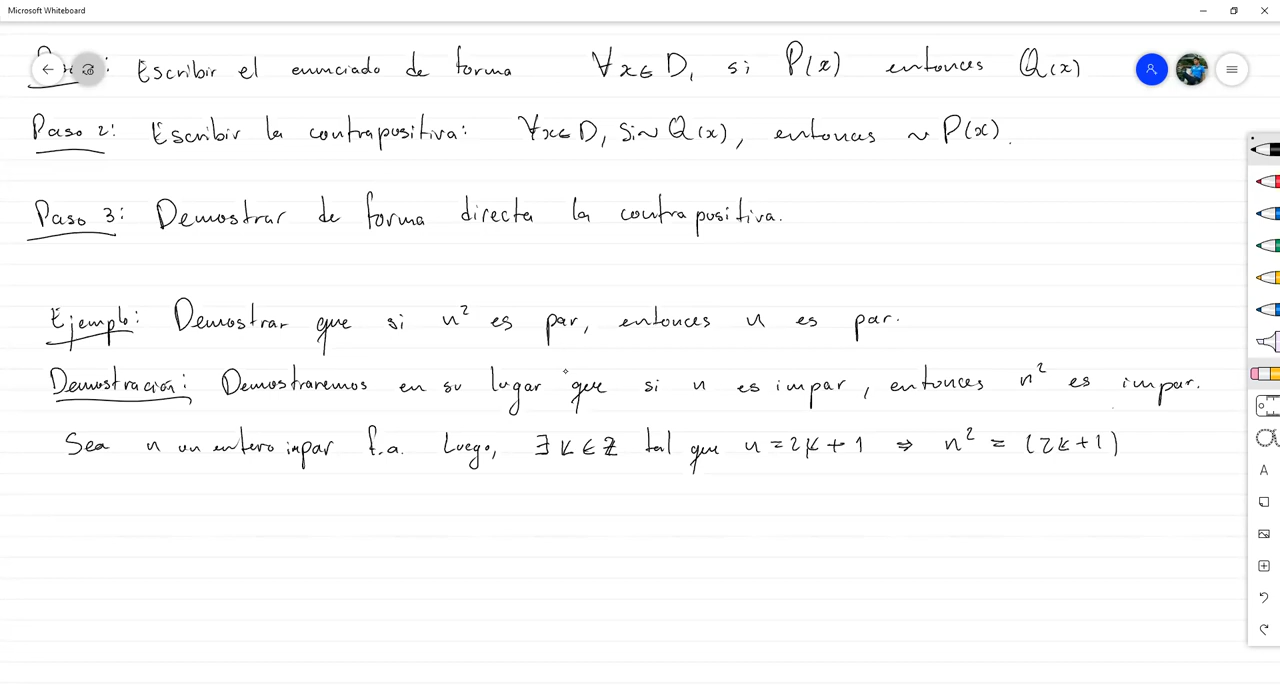 Microsoft Whiteboard
: Escribir el enunciado de forma ∀x∈D, si P(x) entonces Q(x)
Paso 2: Escribir la contrapositiva: ∀x∈D, Si ~ Q(x), entonces ~ P(x).
Paso 3: Demostrar de forma directa la contrapositiva.
Ejemplo: Demostrar que si n² es par, entonces n es par.
Demostración: Demostraremos en su lugar que si n es impar, entonces n² es impar.
Sea n un entero impar f.a. Luego, ∃ k ∈ ℤ tal que n = 2k + 1 ⇒ n² = (2k+1)
A